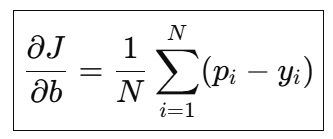 ∂J/∂b = 1/N ∑_{i=1}^{N} (p_i − y_i)